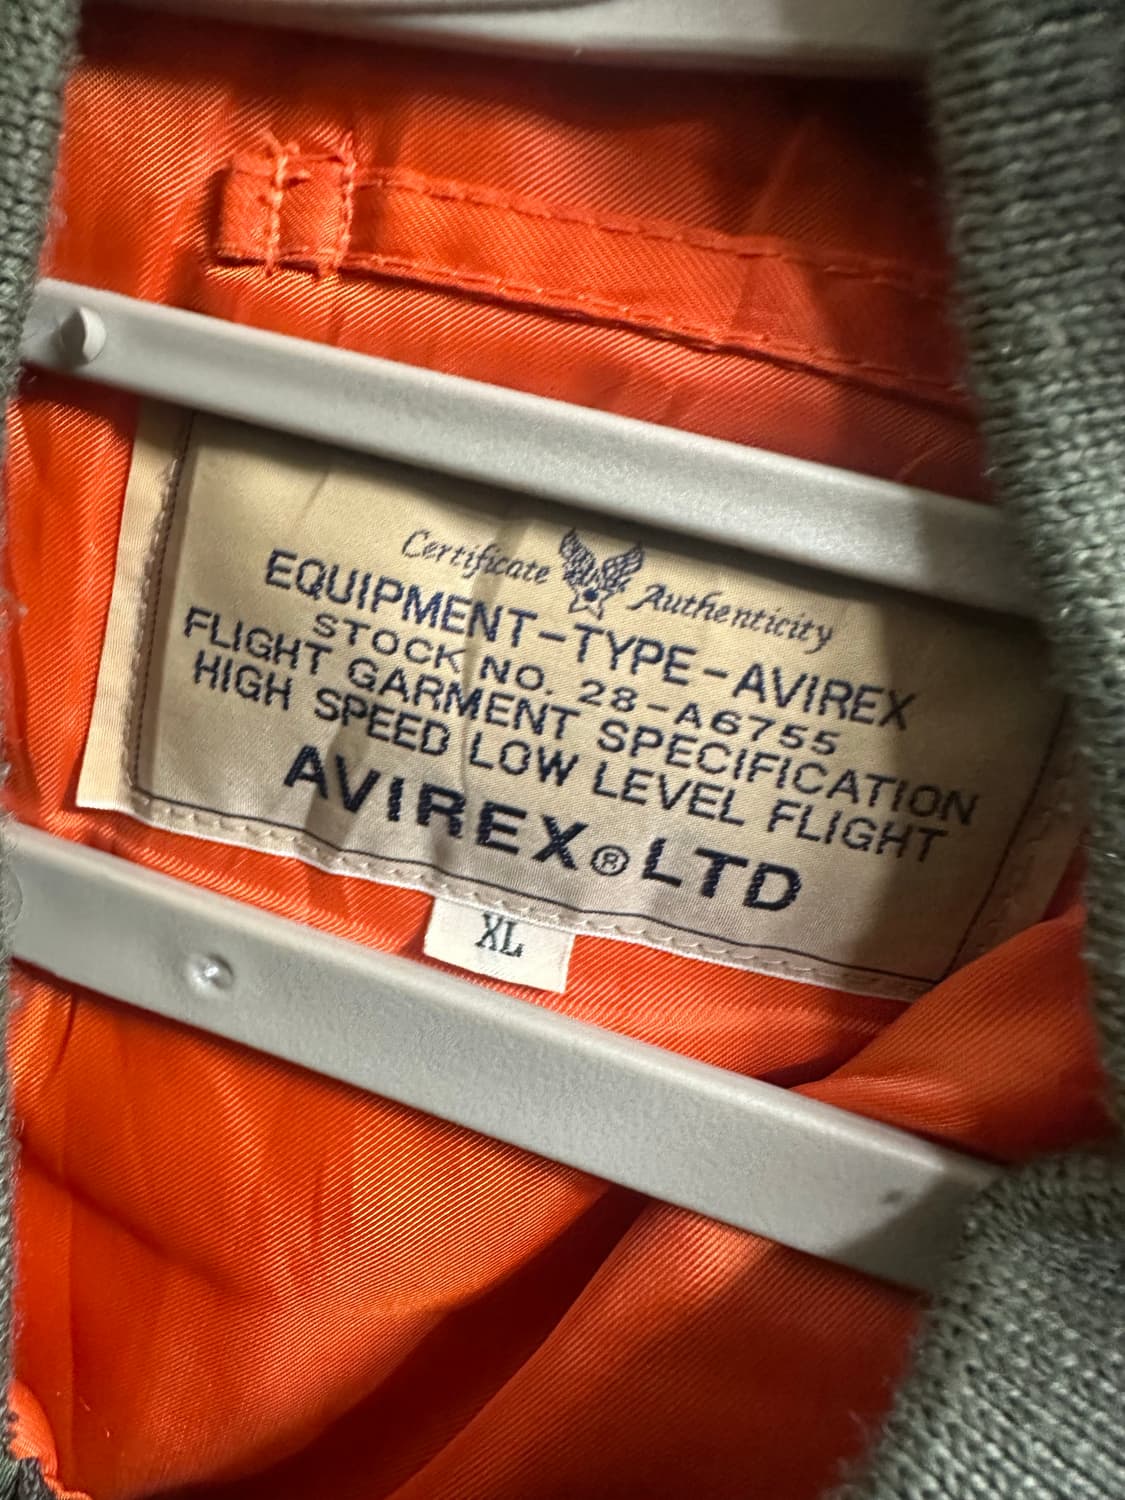 Certificate Authenticity
EQUIPMENT-TYPE-AVIREX
STOCK NO. 28-A6755
FLIGHT GARMENT SPECIFICATION
HIGH SPEED LOW LEVEL FLIGHT
AVIREX®LTD
XL